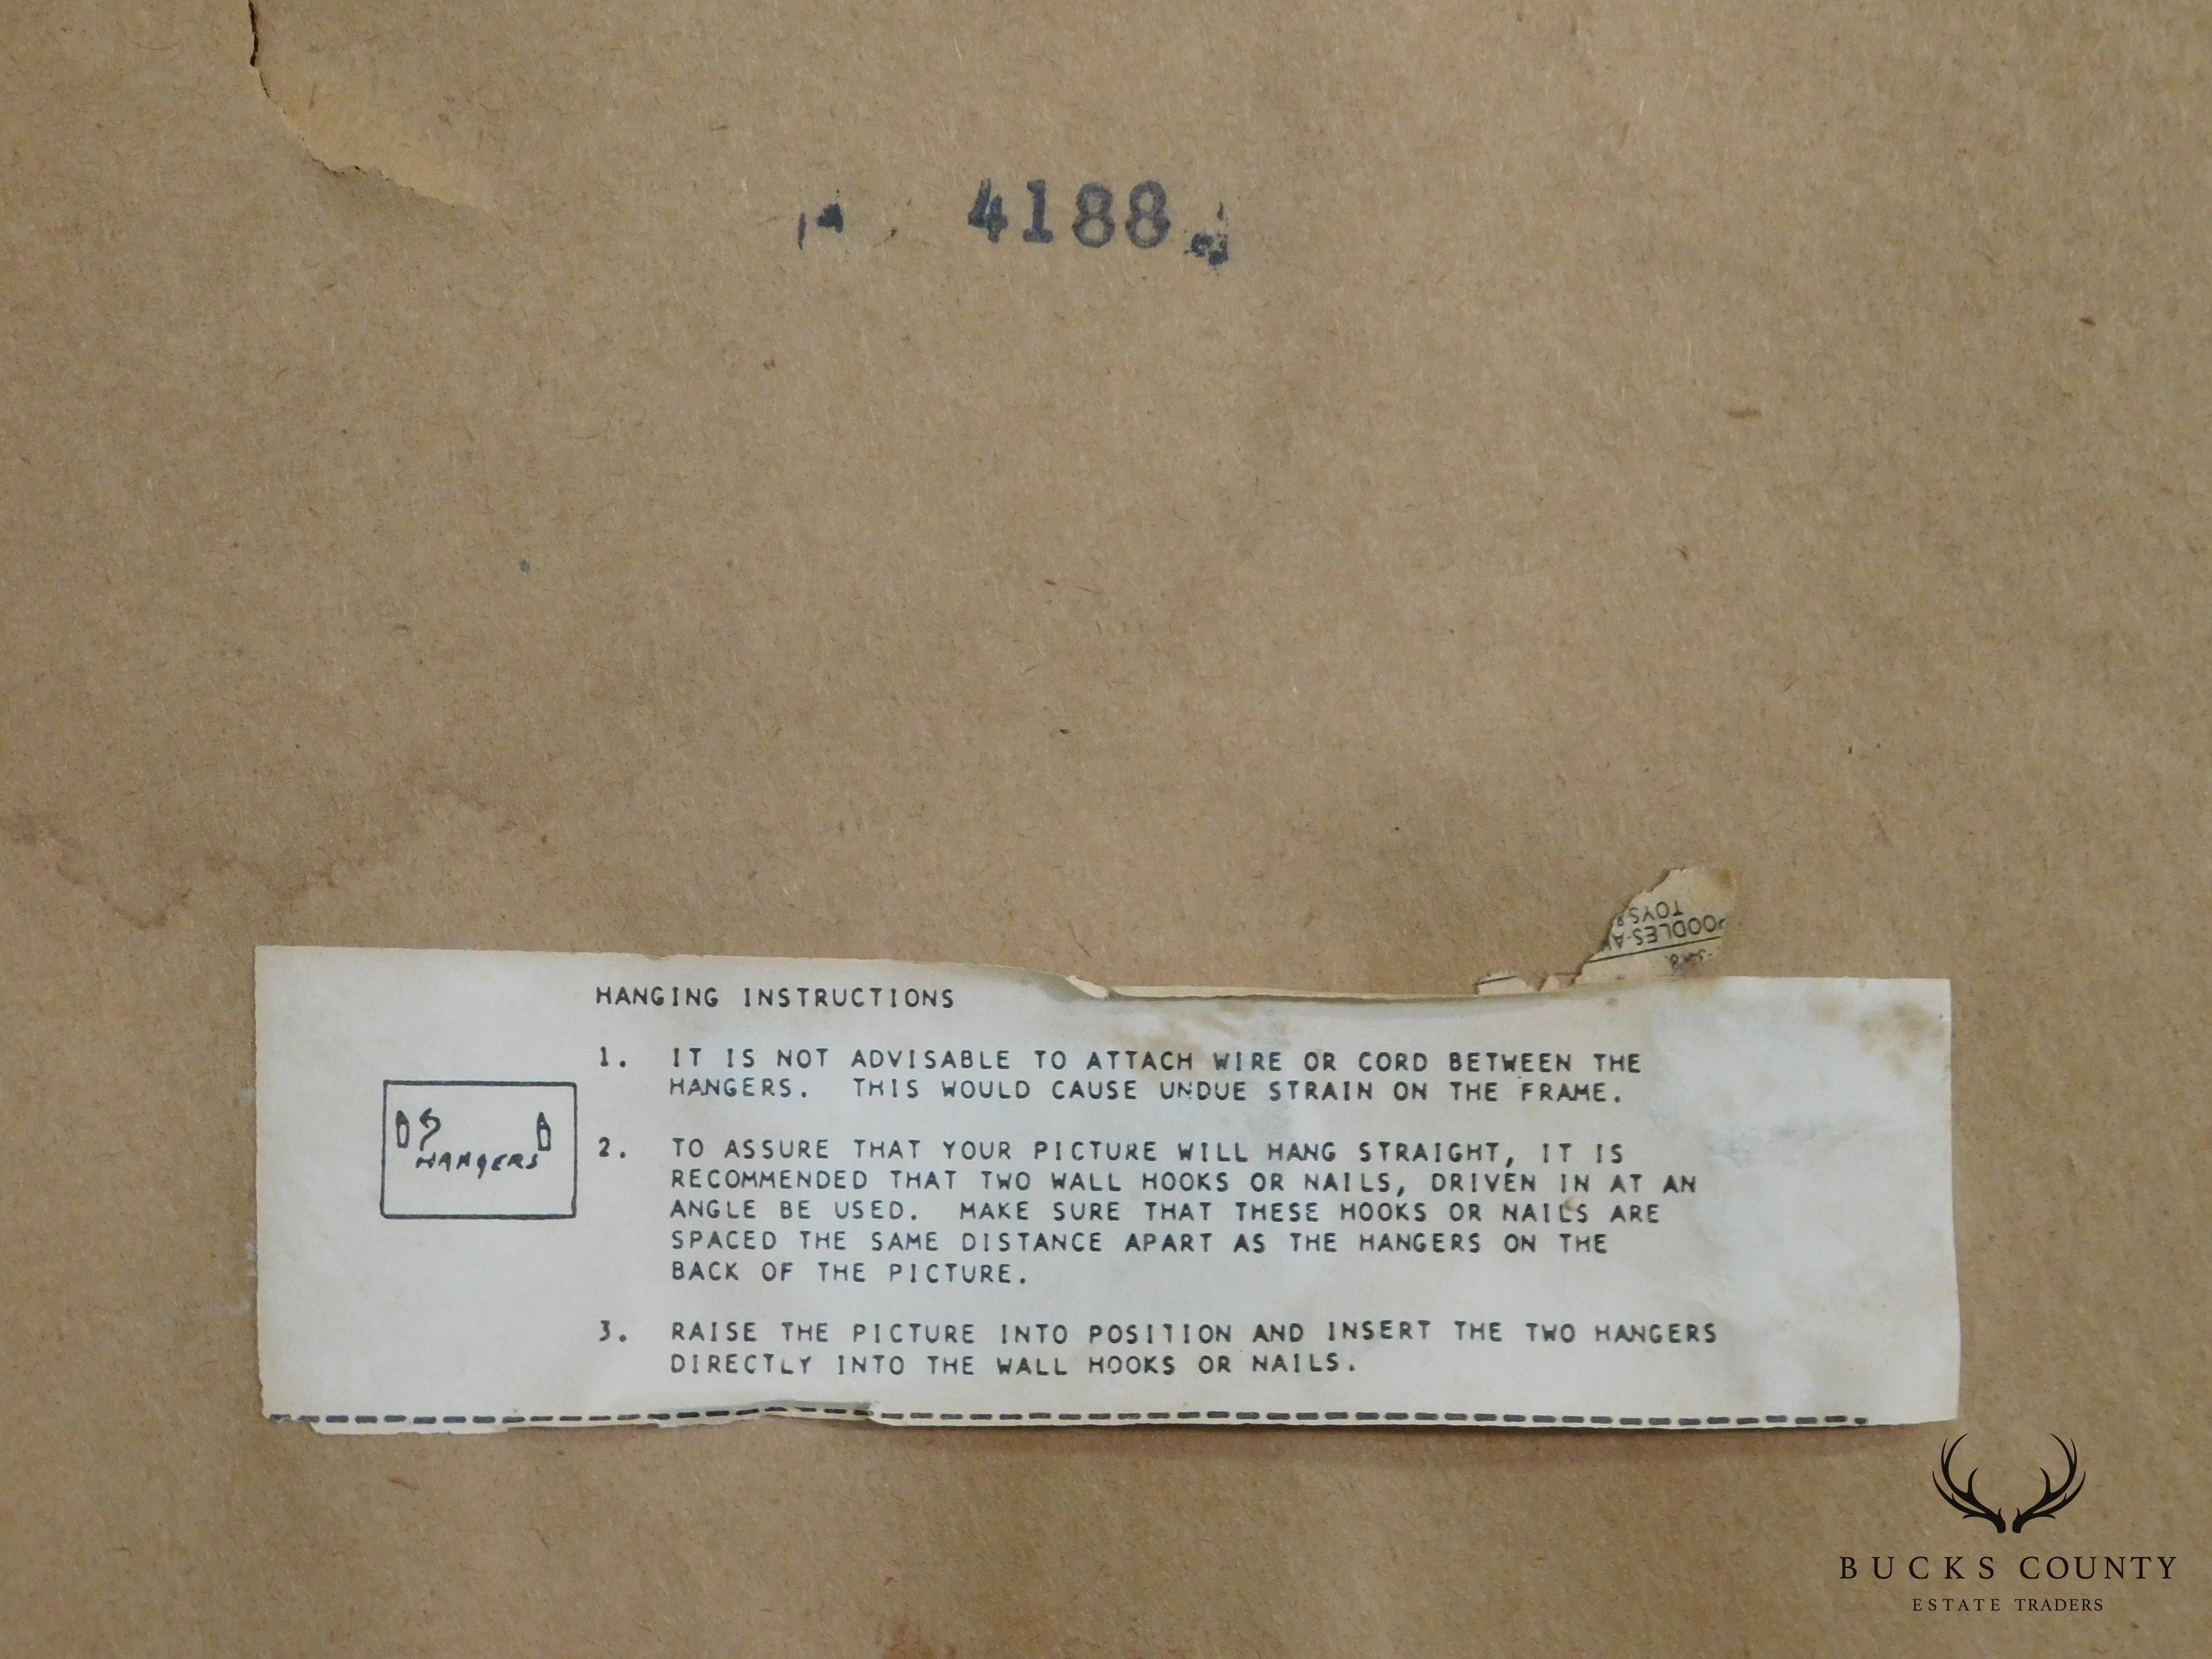 4188
TOYS
OODLES-A
HANGING INSTRUCTIONS
1. IT IS NOT ADVISABLE TO ATTACH WIRE OR CORD BETWEEN THE
HANGERS. THIS WOULD CAUSE UNDUE STRAIN ON THE FRAME.
HANGERS
2. TO ASSURE THAT YOUR PICTURE WILL HANG STRAIGHT, IT IS
RECOMMENDED THAT TWO WALL HOOKS OR NAILS, DRIVEN IN AT AN
ANGLE BE USED. MAKE SURE THAT THESE HOOKS OR NAILS ARE
SPACED THE SAME DISTANCE APART AS THE HANGERS ON THE
BACK OF THE PICTURE.
3. RAISE THE PICTURE INTO POSITION AND INSERT THE TWO HANGERS
DIRECTLY INTO THE WALL HOOKS OR NAILS.
BUCKS COUNTY
ESTATE TRADERS